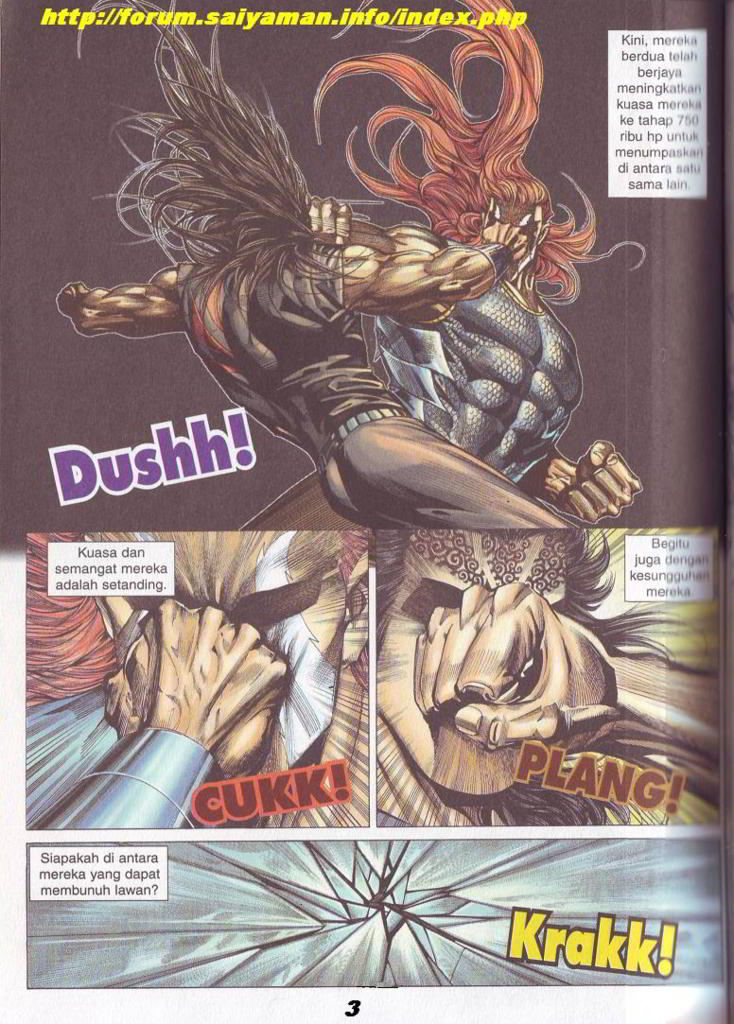 http://forum.saiyaman.info/index.php
Kini, mereka
berdua telah
berjaya
meningkatkan
kuasa mereka
ke tahap 750
ribu hp untuk
menumpaskan
di antara satu
sama lain.
Dushh!
Kuasa dan
semangat mereka
adalah setanding.
Begitu
juga dengan
kesungguhan
mereka.
CUKK!
PLANG!
Siapakah di antara
mereka yang dapat
membunuh lawan?
Krakk!
3